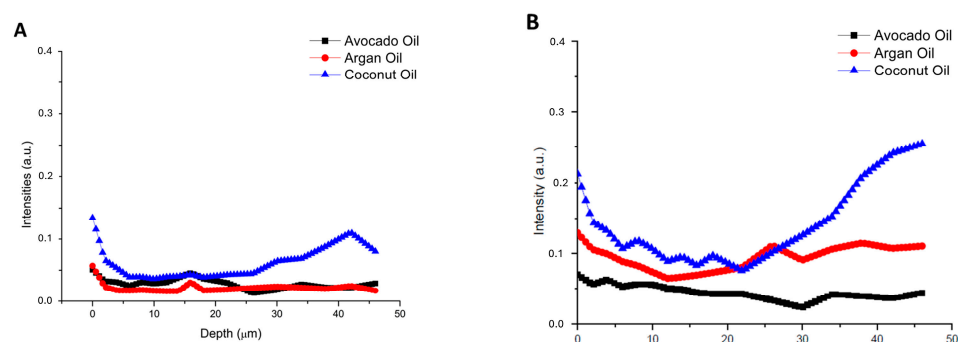 A
Avocado Oil
Argan Oil
Coconut Oil
Intensities (a.u.)
0.4
0.3
0.2
0.1
0.0
0
10
20
30
40
50
Depth (μm)
B
Avocado Oil
Argan Oil
Coconut Oil
Intensity (a.u.)
0.4
0.3
0.2
0.1
0.0
0
10
20
30
40
50